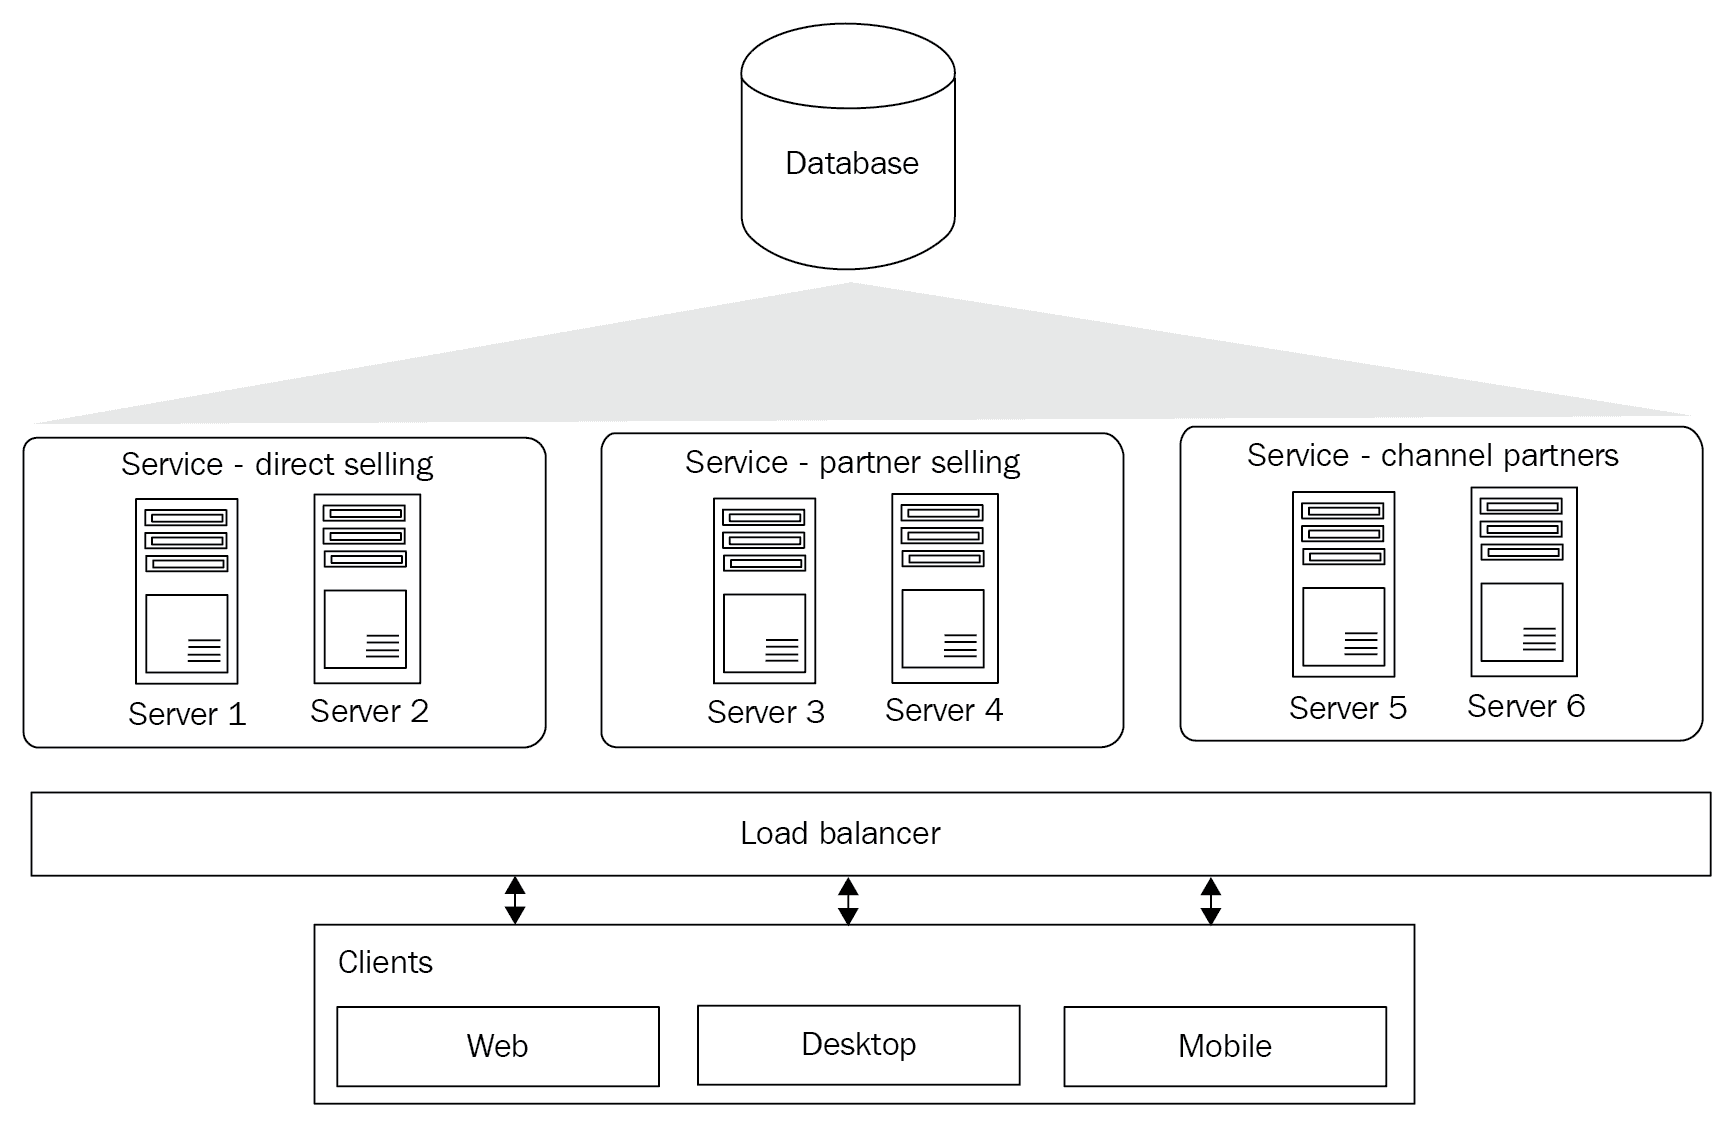 Database
Service - direct selling
Server 1
Server 2
Service - partner selling
Server 3
Server 4
Service - channel partners
Server 5
Server 6
Load balancer
Clients
Web
Desktop
Mobile